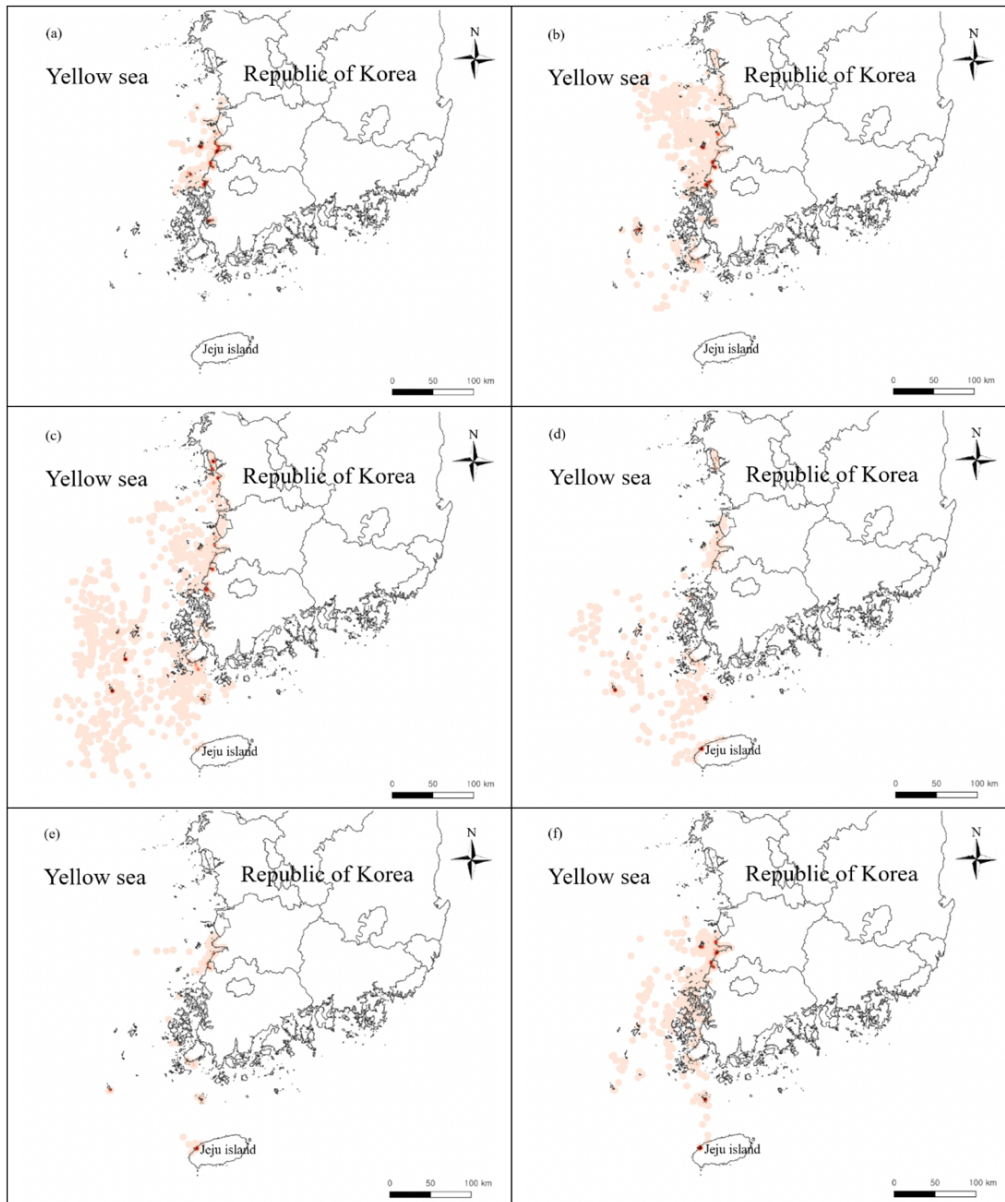 (a)
N
Yellow sea
Republic of Korea
Jeju island
0 50 100 km
(b)
N
Yellow sea
Republic of Korea
Jeju island
0 50 100 km
(c)
N
Yellow sea
Republic of Korea
Jeju island
0 50 100 km
(d)
N
Yellow sea
Republic of Korea
Jeju island
0 50 100 km
(e)
N
Yellow sea
Republic of Korea
Jeju island
0 50 100 km
(f)
N
Yellow sea
Republic of Korea
Jeju island
0 50 100 km